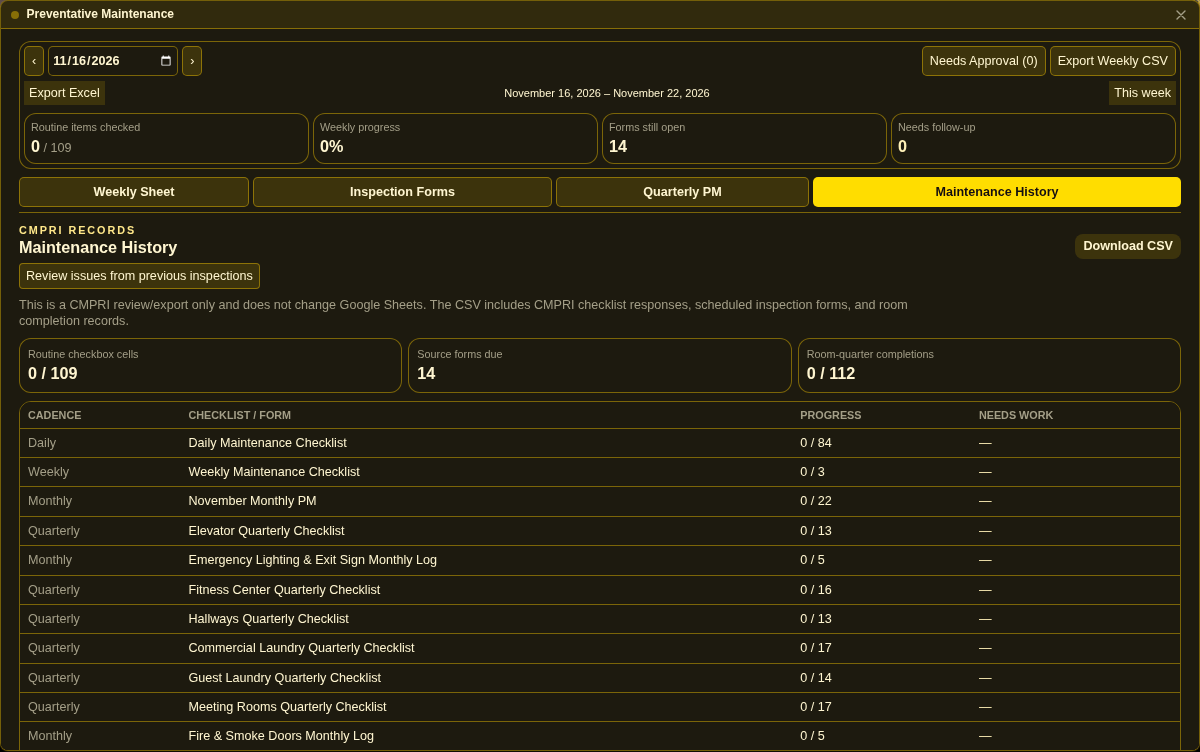 Preventative Maintenance
‹ 11/16/2026 › Needs Approval (0) Export Weekly CSV
Export Excel November 16, 2026 – November 22, 2026 This week
Routine items checked Weekly progress Forms still open Needs follow-up
0 / 109 0% 14 0
Weekly Sheet Inspection Forms Quarterly PM Maintenance History
CMPRI RECORDS
Maintenance History Download CSV
Review issues from previous inspections
This is a CMPRI review/export only and does not change Google Sheets. The CSV includes CMPRI checklist responses, scheduled inspection forms, and room
completion records.
Routine checkbox cells Source forms due Room-quarter completions
0 / 109 14 0 / 112
CADENCE CHECKLIST / FORM PROGRESS NEEDS WORK
Daily Daily Maintenance Checklist 0 / 84 —
Weekly Weekly Maintenance Checklist 0 / 3 —
Monthly November Monthly PM 0 / 22 —
Quarterly Elevator Quarterly Checklist 0 / 13 —
Monthly Emergency Lighting & Exit Sign Monthly Log 0 / 5 —
Quarterly Fitness Center Quarterly Checklist 0 / 16 —
Quarterly Hallways Quarterly Checklist 0 / 13 —
Quarterly Commercial Laundry Quarterly Checklist 0 / 17 —
Quarterly Guest Laundry Quarterly Checklist 0 / 14 —
Quarterly Meeting Rooms Quarterly Checklist 0 / 17 —
Monthly Fire & Smoke Doors Monthly Log 0 / 5 —